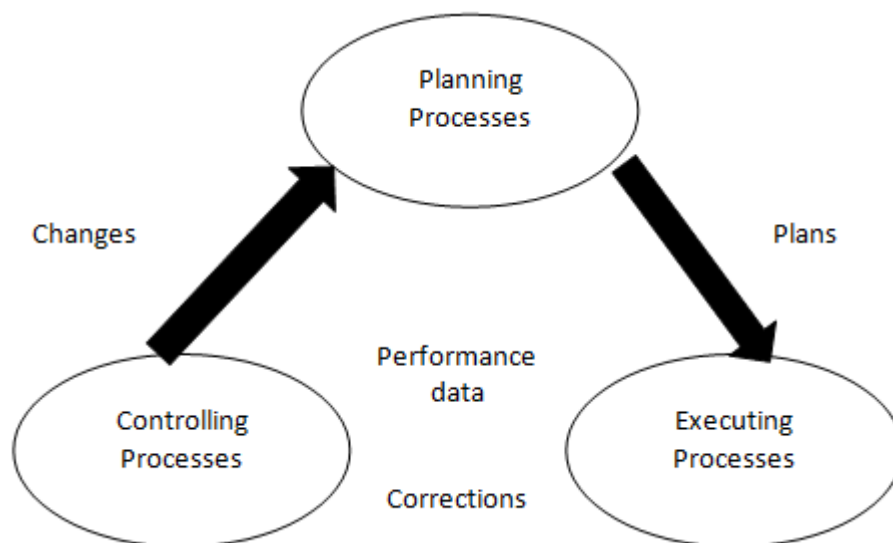 Planning
Processes
Changes
Plans
Performance
data
Controlling
Processes
Executing
Processes
Corrections